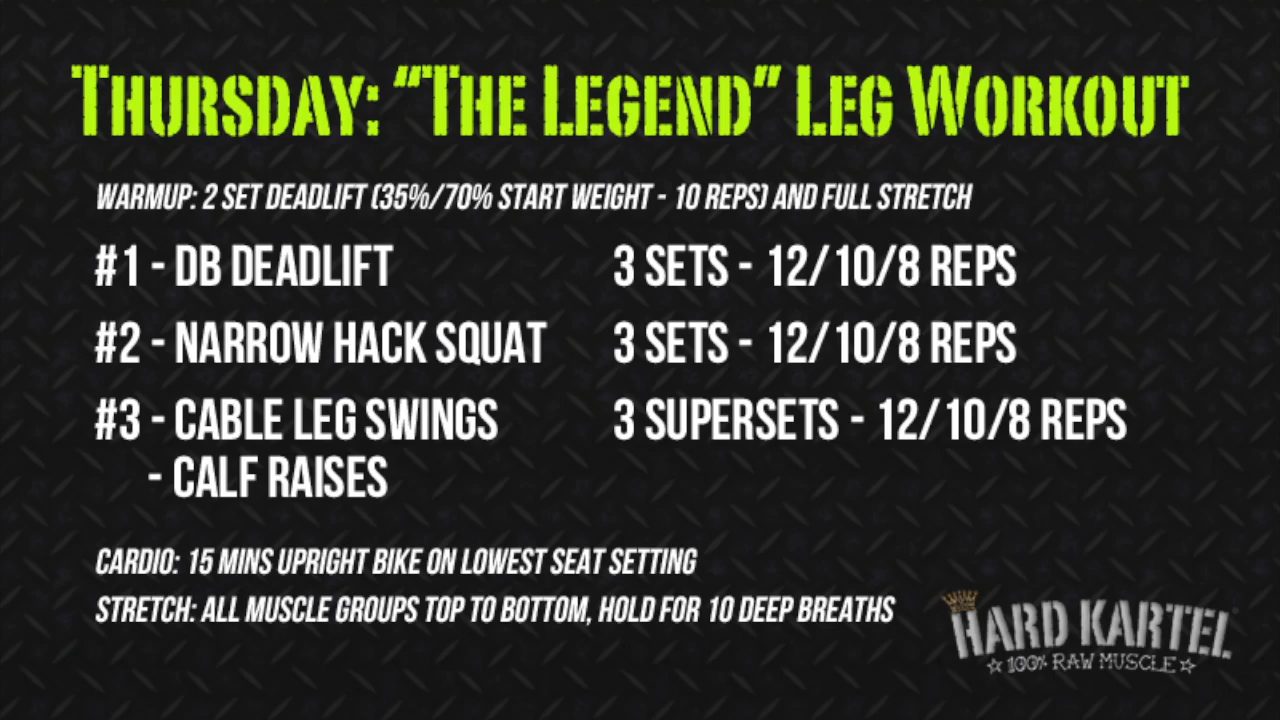 Thursday: "The Legend" Leg Workout
WARMUP: 2 SET DEADLIFT (35%/70% START WEIGHT - 10 REPS) AND FULL STRETCH
#1 - DB DEADLIFT 3 SETS - 12/10/8 REPS
#2 - NARROW HACK SQUAT 3 SETS - 12/10/8 REPS
#3 - CABLE LEG SWINGS 3 SUPERSETS - 12/10/8 REPS
- CALF RAISES
CARDIO: 15 MINS UPRIGHT BIKE ON LOWEST SEAT SETTING
STRETCH: ALL MUSCLE GROUPS TOP TO BOTTOM, HOLD FOR 10 DEEP BREATHS
HARD KARTEL
☆ 100% RAW MUSCLE ☆